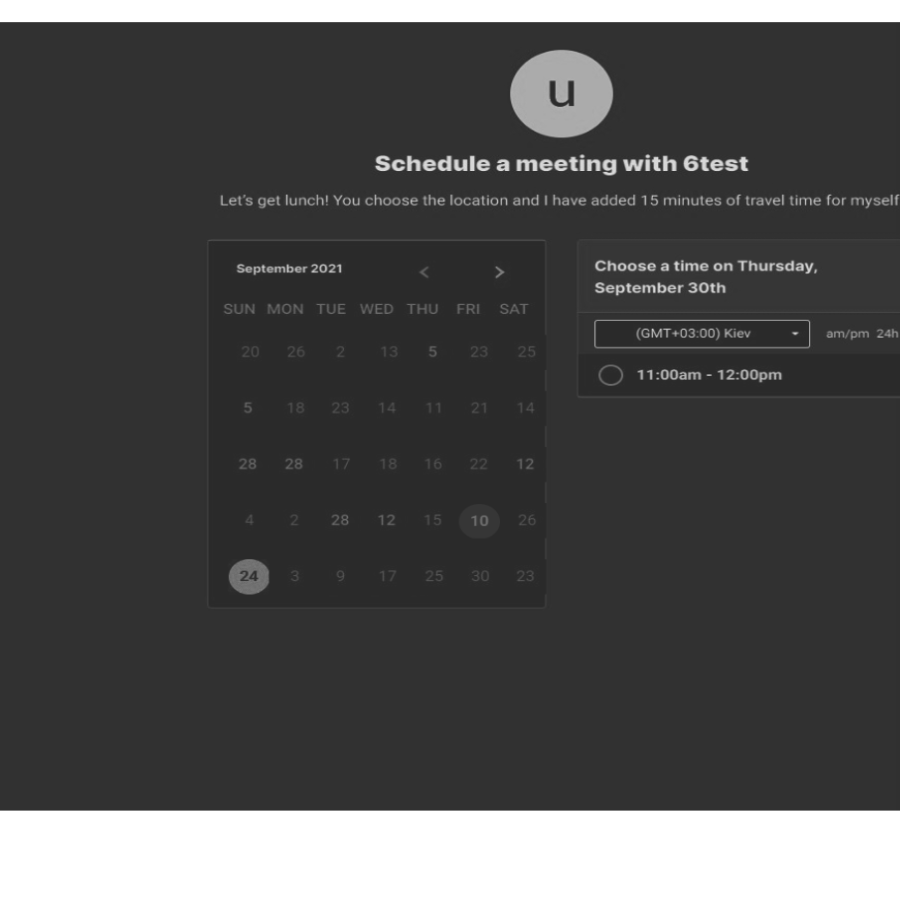 u
Schedule a meeting with 6test
Let's get lunch! You choose the location and I have added 15 minutes of travel time for myself
September 2021 < >
SUN MON TUE WED THU FRI SAT
20 26 2 13 5 23 25
5 18 23 14 11 21 14
28 28 17 18 16 22 12
4 2 28 12 15 10 26
24 3 9 17 25 30 23
Choose a time on Thursday,
September 30th
(GMT+03:00) Kiev am/pm 24h
11:00am - 12:00pm